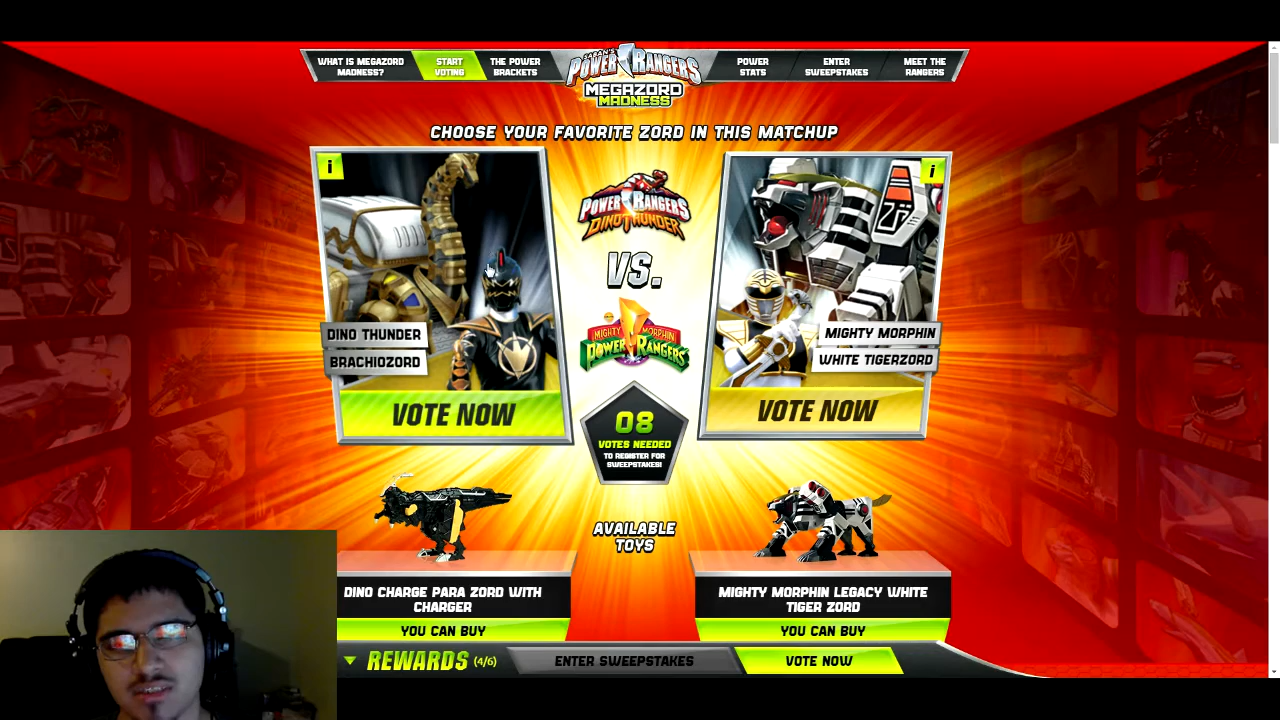 WHAT IS MEGAZORD
MADNESS?
START
VOTING
THE POWER
BRACKETS
SABAN'S
POWER RANGERS
MEGAZORD
MADNESS
POWER
STATS
ENTER
SWEEPSTAKES
MEET THE
RANGERS
CHOOSE YOUR FAVORITE ZORD IN THIS MATCHUP
i
i
POWER RANGERS
DINO THUNDER
VS.
MIGHTY MORPHIN
POWER RANGERS
DINO THUNDER
BRACHIOZORD
MIGHTY MORPHIN
WHITE TIGERZORD
VOTE NOW
VOTE NOW
08
VOTES NEEDED
TO REGISTER FOR
SWEEPSTAKES!
AVAILABLE
TOYS
DINO CHARGE PARA ZORD WITH
CHARGER
MIGHTY MORPHIN LEGACY WHITE
TIGER ZORD
YOU CAN BUY
YOU CAN BUY
REWARDS (4/6)
ENTER SWEEPSTAKES
VOTE NOW